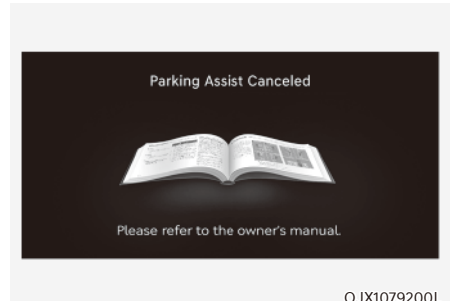 Parking Assist Canceled
Please refer to the owner's manual.
OJX1079200L